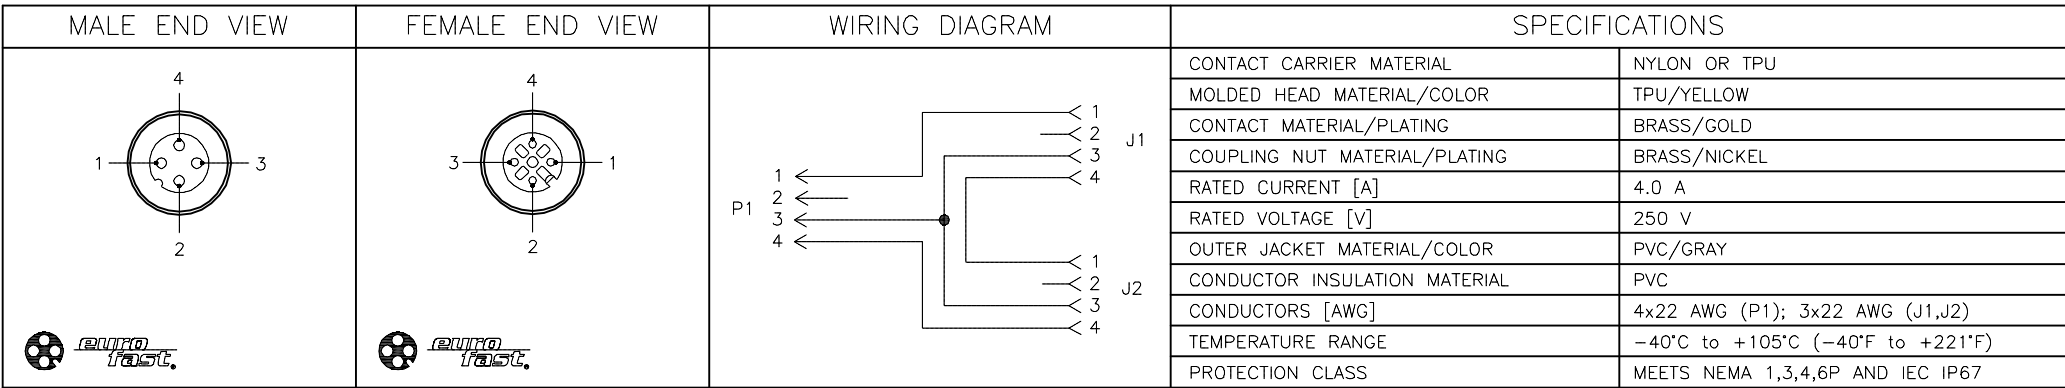 MALE END VIEW
4
1
3
2
euro
fast.
FEMALE END VIEW
4
3
1
2
euro
fast.
WIRING DIAGRAM
1
2
3
4
J1
P1
1
2
3
4
1
2
3
4
J2
SPECIFICATIONS
CONTACT CARRIER MATERIAL NYLON OR TPU
MOLDED HEAD MATERIAL/COLOR TPU/YELLOW
CONTACT MATERIAL/PLATING BRASS/GOLD
COUPLING NUT MATERIAL/PLATING BRASS/NICKEL
RATED CURRENT [A] 4.0 A
RATED VOLTAGE [V] 250 V
OUTER JACKET MATERIAL/COLOR PVC/GRAY
CONDUCTOR INSULATION MATERIAL PVC
CONDUCTORS [AWG] 4x22 AWG (P1); 3x22 AWG (J1,J2)
TEMPERATURE RANGE -40°C to +105°C (-40°F to +221°F)
PROTECTION CLASS MEETS NEMA 1,3,4,6P AND IEC IP67